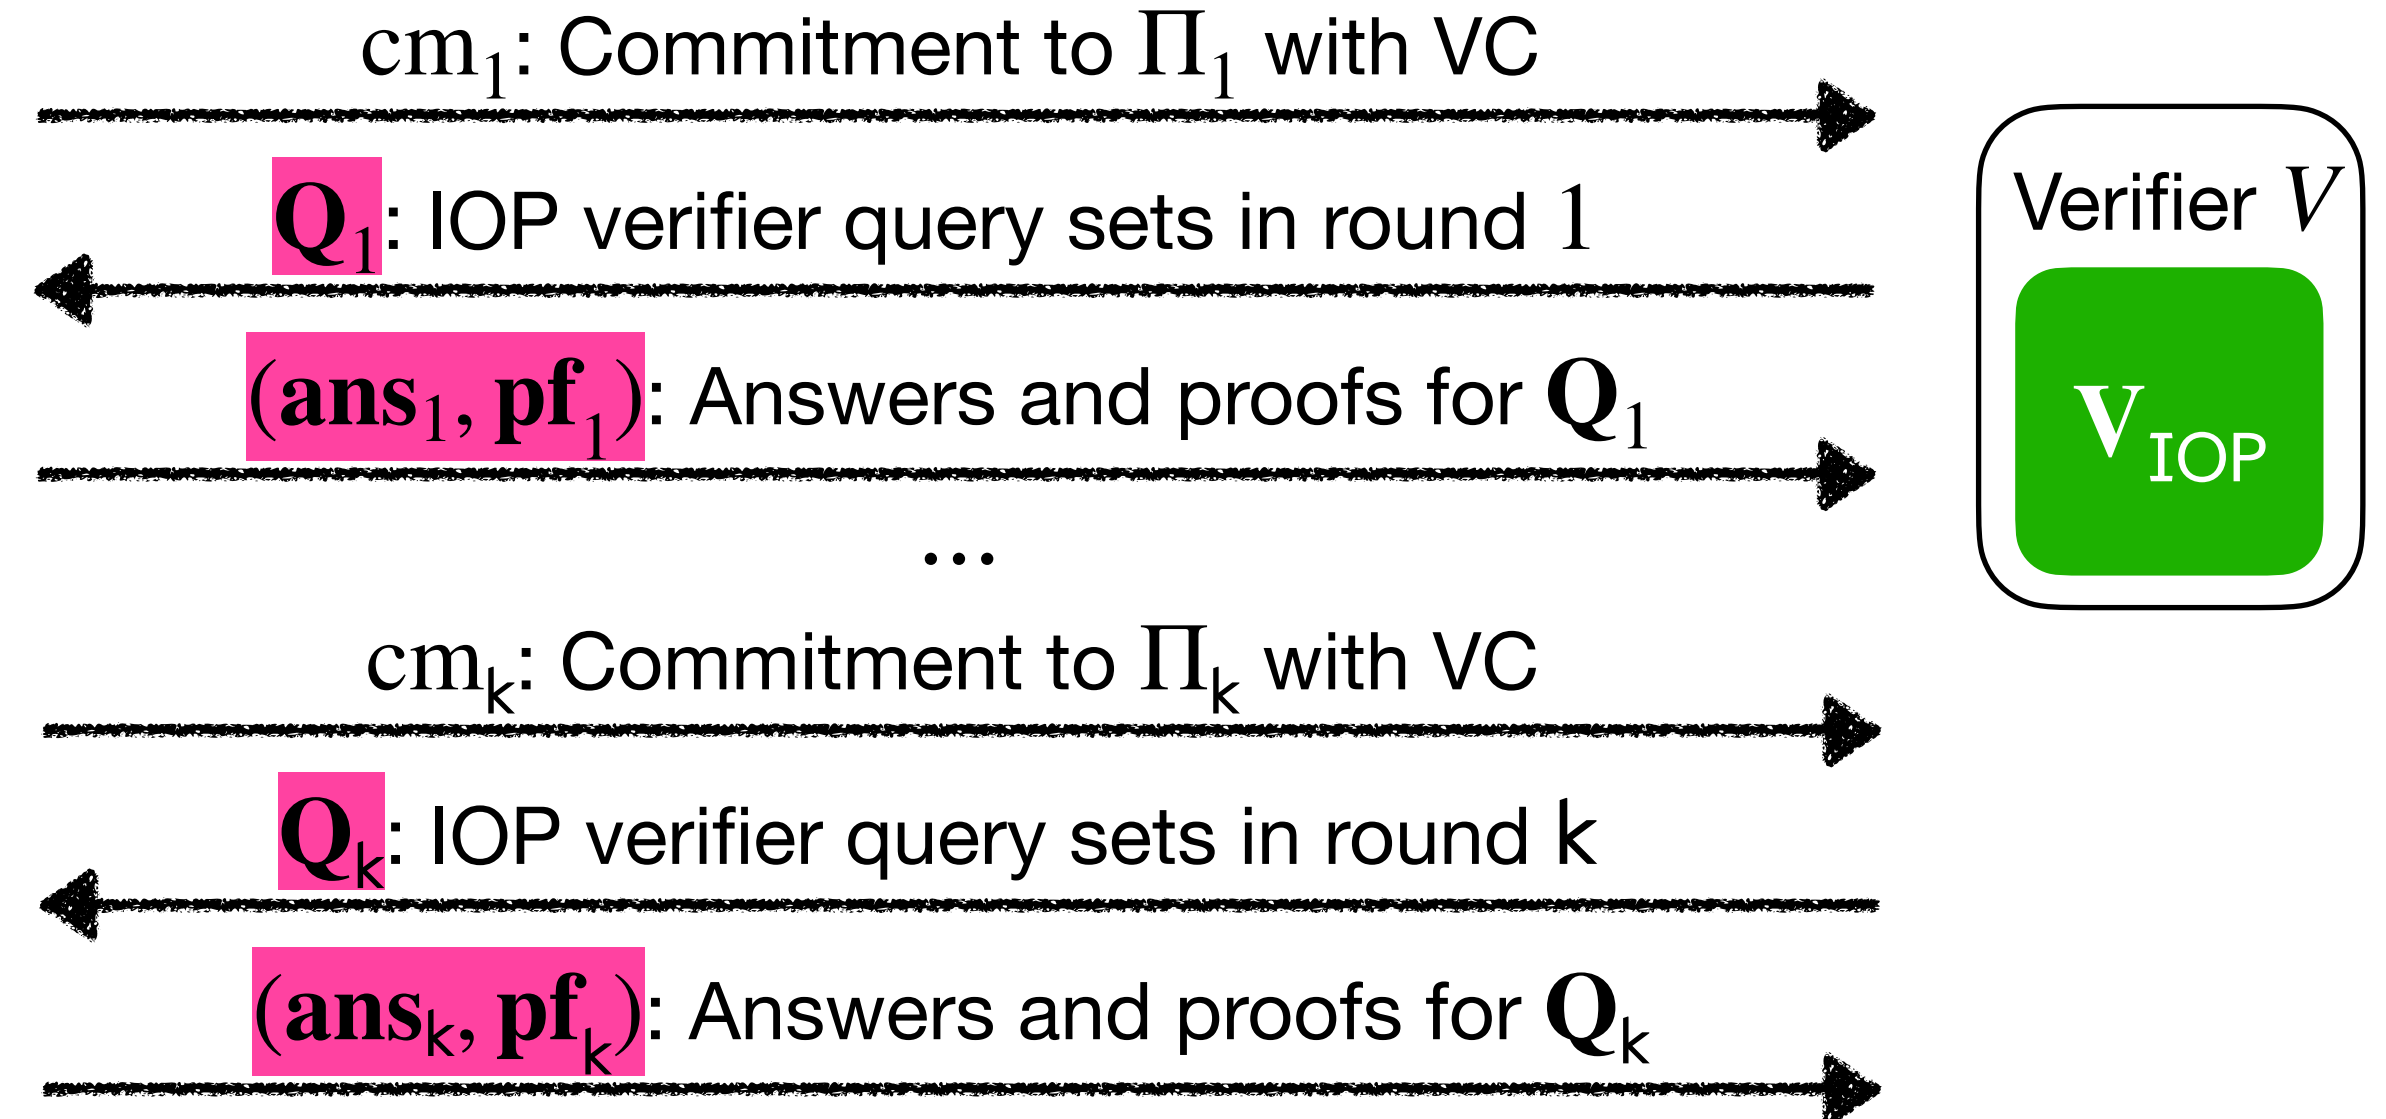 cm₁: Commitment to Π₁ with VC
Q₁: IOP verifier query sets in round 1
Verifier V
(ans₁, pf₁): Answers and proofs for Q₁
V_IOP
...
cmₖ: Commitment to Πₖ with VC
Qₖ: IOP verifier query sets in round k
(ansₖ, pfₖ): Answers and proofs for Qₖ